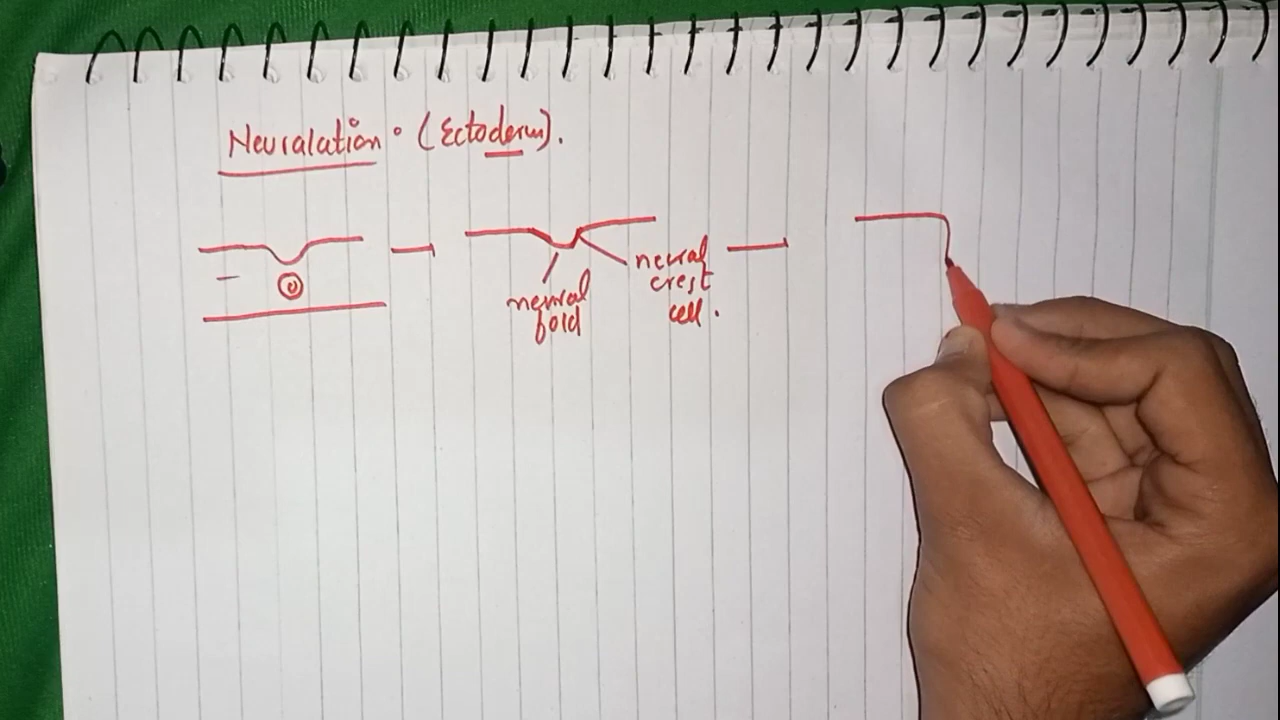 Neuralation: (Ectoderm).
neural
fold
neural
crest
cell.